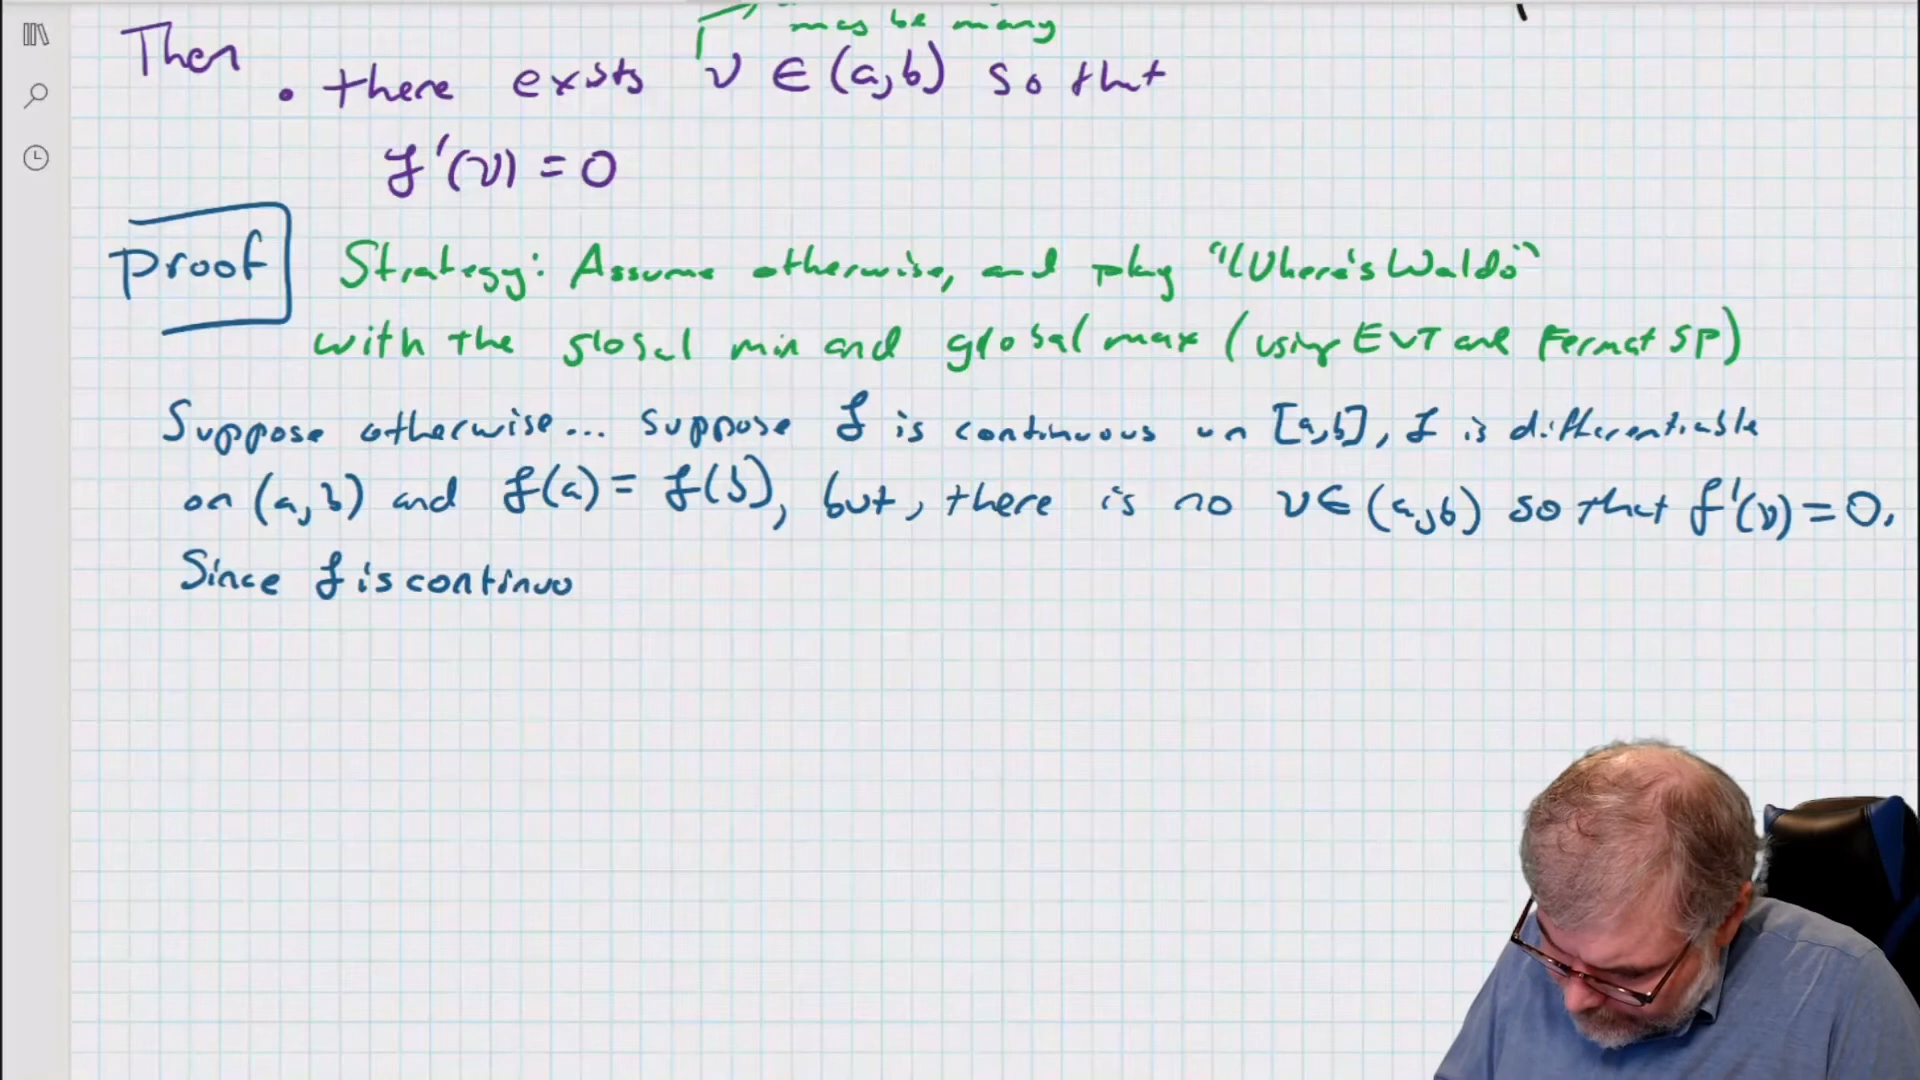 may be many
Then
• there exists ν ∈ (a,b) so that
f'(ν) = 0
Proof
Strategy: Assume otherwise, and play "Where's Waldo"
with the global min and global max (using EVT and Fermat SP)
Suppose otherwise... suppose f is continuous on [a,b], f is differentiable
on (a,b) and f(a) = f(b), but, there is no ν∈(a,b) so that f'(ν) = 0.
Since f is continuo